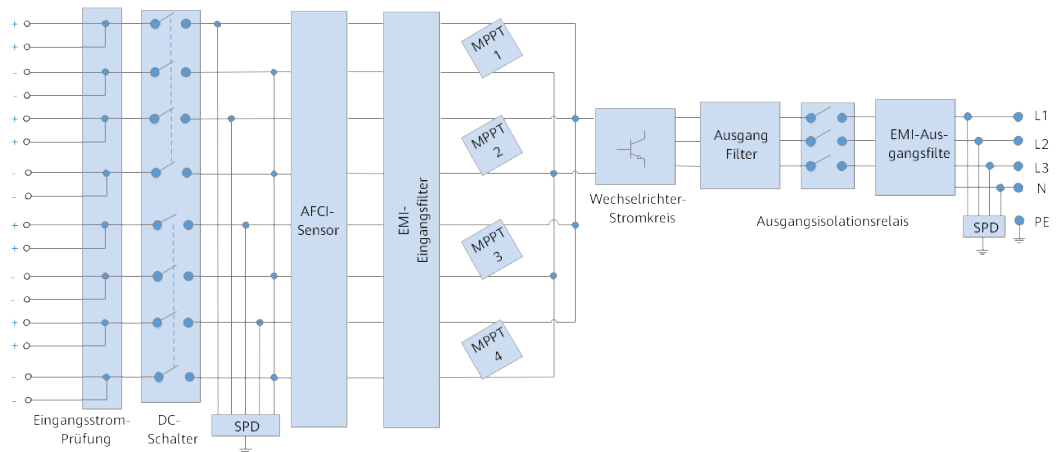 +
+
-
-
+
+
-
-
+
+
-
-
+
+
-
-
Eingangsstrom-
Prüfung
DC-
Schalter
SPD
AFCI-
Sensor
EMI-
Eingangsfilter
MPPT
1
MPPT
2
MPPT
3
MPPT
4
Wechselrichter-
Stromkreis
Ausgang
Filter
Ausgangsisolationsrelais
EMI-Aus-
gangsfilte
L1
L2
L3
N
SPD
PE